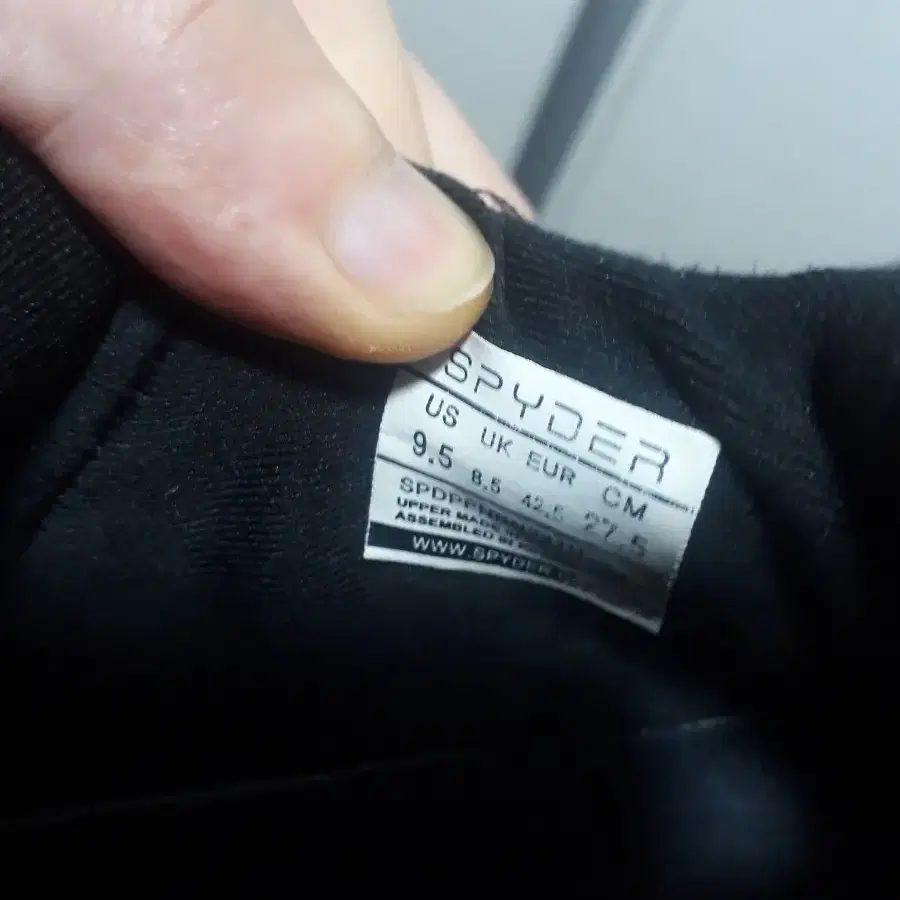 SPYDER
US UK EUR CM
9.5 8.5 42.5 27.5
UPPER MADE
ASSEMBLED
WWW.SPYDER